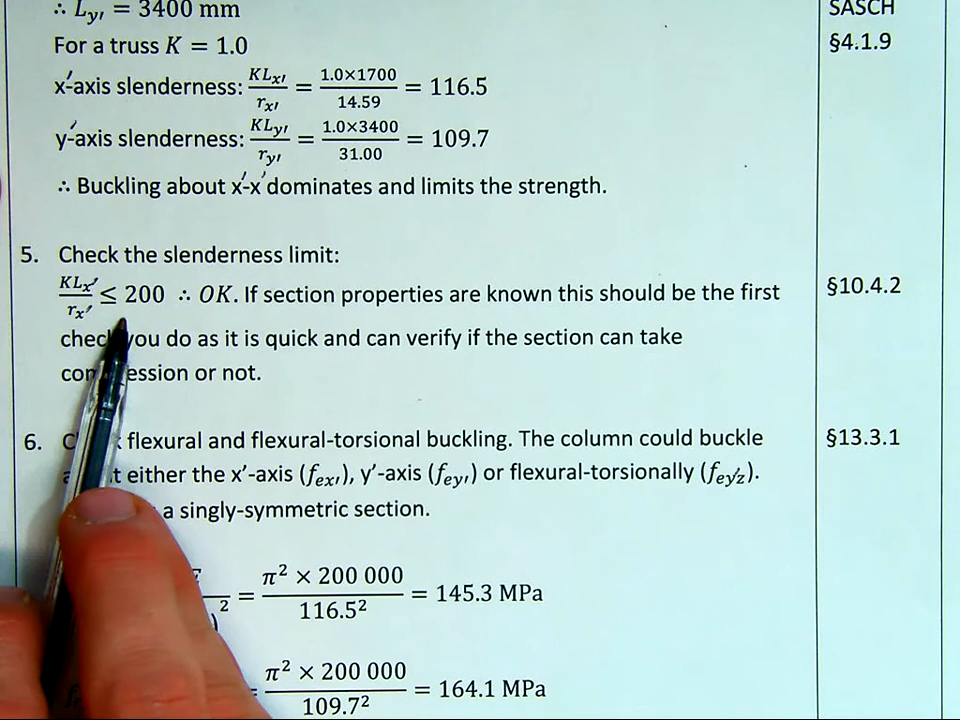 ∴ L_y′ = 3400 mm
SASCH
For a truss K = 1.0
§4.1.9
x′-axis slenderness: KL_x′/r_x′ = 1.0×1700/14.59 = 116.5
y′-axis slenderness: KL_y′/r_y′ = 1.0×3400/31.00 = 109.7
∴ Buckling about x′-x′ dominates and limits the strength.
5. Check the slenderness limit:
KL_x′/r_x′ ≤ 200 ∴ OK. If section properties are known this should be the first
§10.4.2
you do as it is quick and can verify if the section can take
or not.
6. flexural and flexural-torsional buckling. The column could buckle
§13.3.1
either the x′-axis (f_ex′), y′-axis (f_ey′) or flexural-torsionally (f_ey′z).
a singly-symmetric section.
= π² × 200 000/116.5² = 145.3 MPa
= π² × 200 000/109.7² = 164.1 MPa